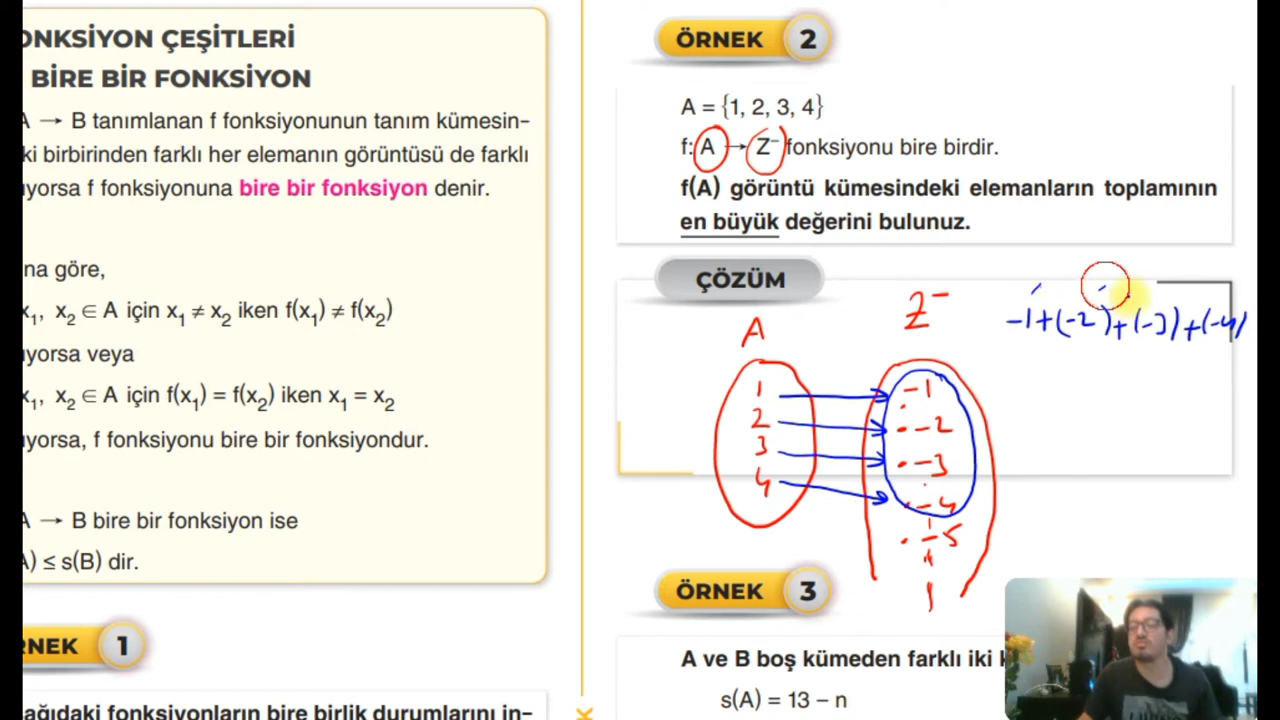 ONKSİYON ÇEŞİTLERİ
BİRE BİR FONKSİYON
A → B tanımlanan f fonksiyonunun tanım kümesin-
ki birbirinden farklı her elemanın görüntüsü de farklı
yorsa f fonksiyonuna bire bir fonksiyon denir.
na göre,
x₁, x₂ ∈ A için x₁ ≠ x₂ iken f(x₁) ≠ f(x₂)
yorsa veya
x₁, x₂ ∈ A için f(x₁) = f(x₂) iken x₁ = x₂
yorsa, f fonksiyonu bire bir fonksiyondur.
A → B bire bir fonksiyon ise
A) ≤ s(B) dir.
NEK 1
ağıdaki fonksiyonların bire birlik durumlarını in-
ÖRNEK 2
A = {1, 2, 3, 4}
f: A → Z⁻ fonksiyonu bire birdir.
f(A) görüntü kümesindeki elemanların toplamının
en büyük değerini bulunuz.
ÇÖZÜM
A
Z⁻
-1+(-2)+(-3)+(-4)
1
2
3
4
-1
-2
-3
-4
-5
ÖRNEK 3
A ve B boş kümeden farklı iki
s(A) = 13 – n